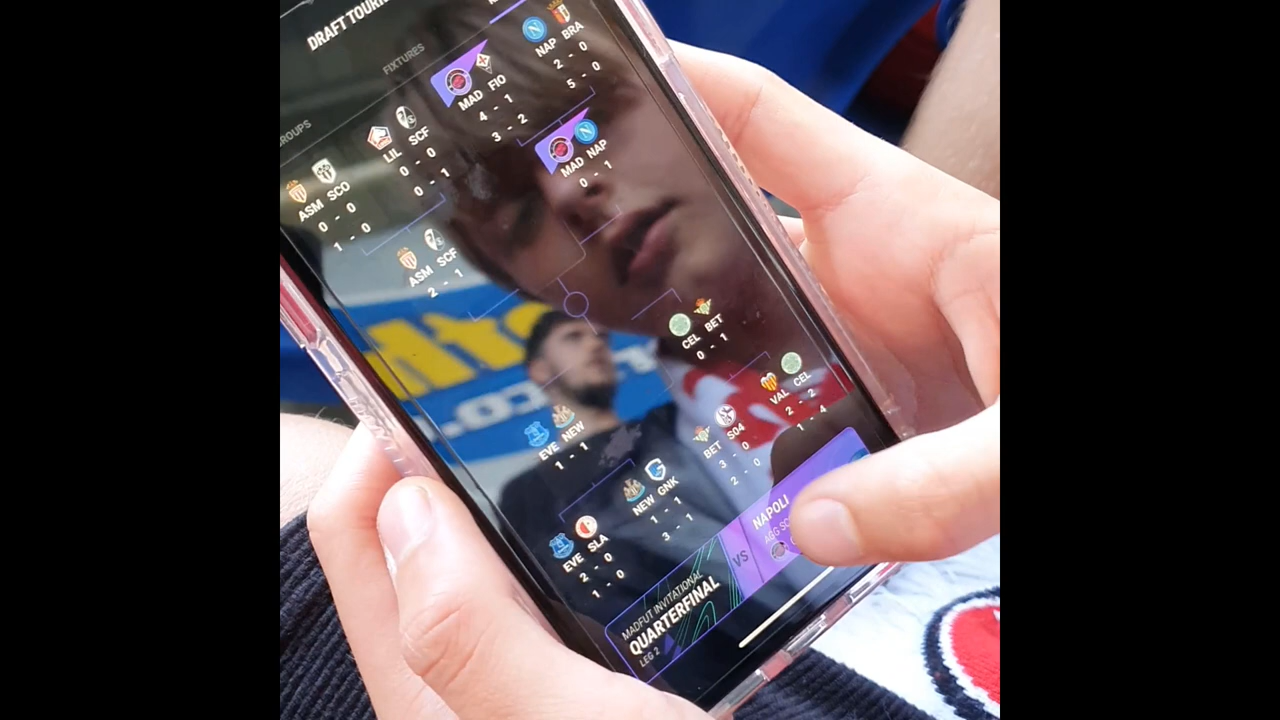 DRAFT TOURN
FIXTURES
ROUPS
NAP BRA
2 - 0
5 - 0
MAD FIO
4 - 1
3 - 2
MAD NAP
0 - 1
LIL SCF
0 - 0
0 - 1
ASM SCO
0 - 0
1 - 0
ASM SCF
2 - 1
CEL BET
0 - 1
VAL CEL
2 - 2
1 - 4
BET S04
3 - 0
2 - 0
EVE NEW
1 - 1
NEW GNK
1 - 1
3 - 1
EVE SLA
2 - 0
1 - 0
NAPOLI
AGG SC
VS
MADFUT INVITATIONAL
QUARTERFINAL
LEG 2